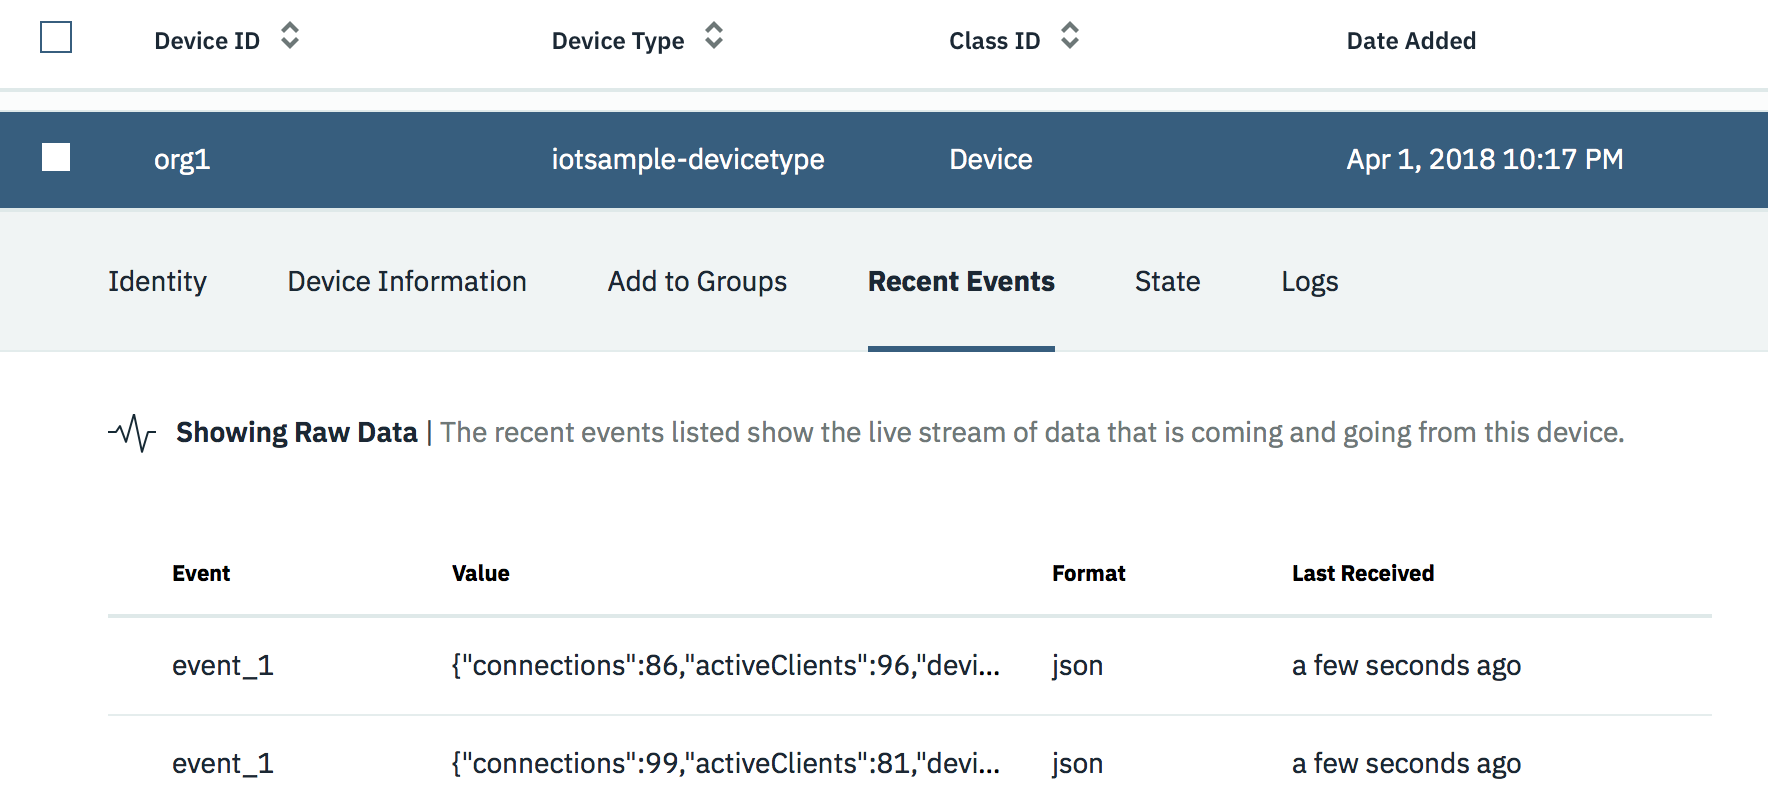 Device ID Device Type Class ID Date Added
org1 iotsample-devicetype Device Apr 1, 2018 10:17 PM
Identity Device Information Add to Groups Recent Events State Logs
Showing Raw Data | The recent events listed show the live stream of data that is coming and going from this device.
Event Value Format Last Received
event_1 {"connections":86,"activeClients":96,"devi... json a few seconds ago
event_1 {"connections":99,"activeClients":81,"devi... json a few seconds ago